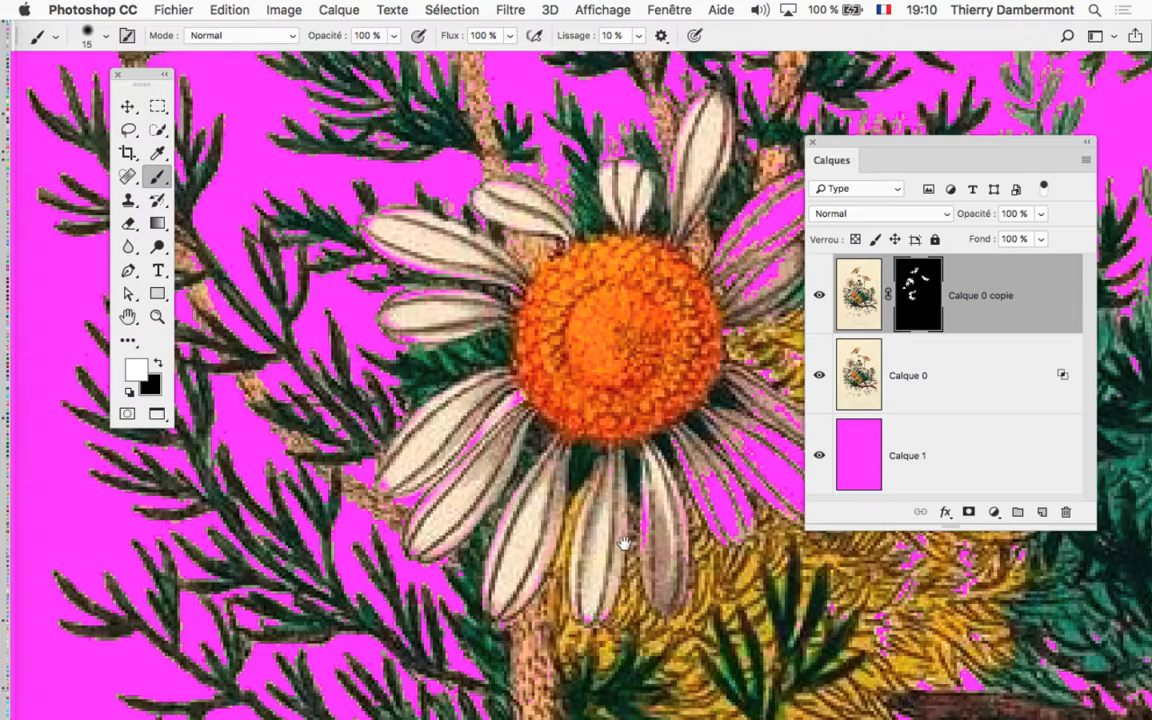 Photoshop CC Fichier Edition Image Calque Texte Sélection Filtre 3D Affichage Fenêtre Aide 100 % 19:10 Thierry Dambermont
15 Mode : Normal Opacité : 100 % Flux : 100 % Lissage : 10 %
Calques
Type
Normal Opacité : 100 %
Verrou : Fond : 100 %
Calque 0 copie
Calque 0
Calque 1
fx